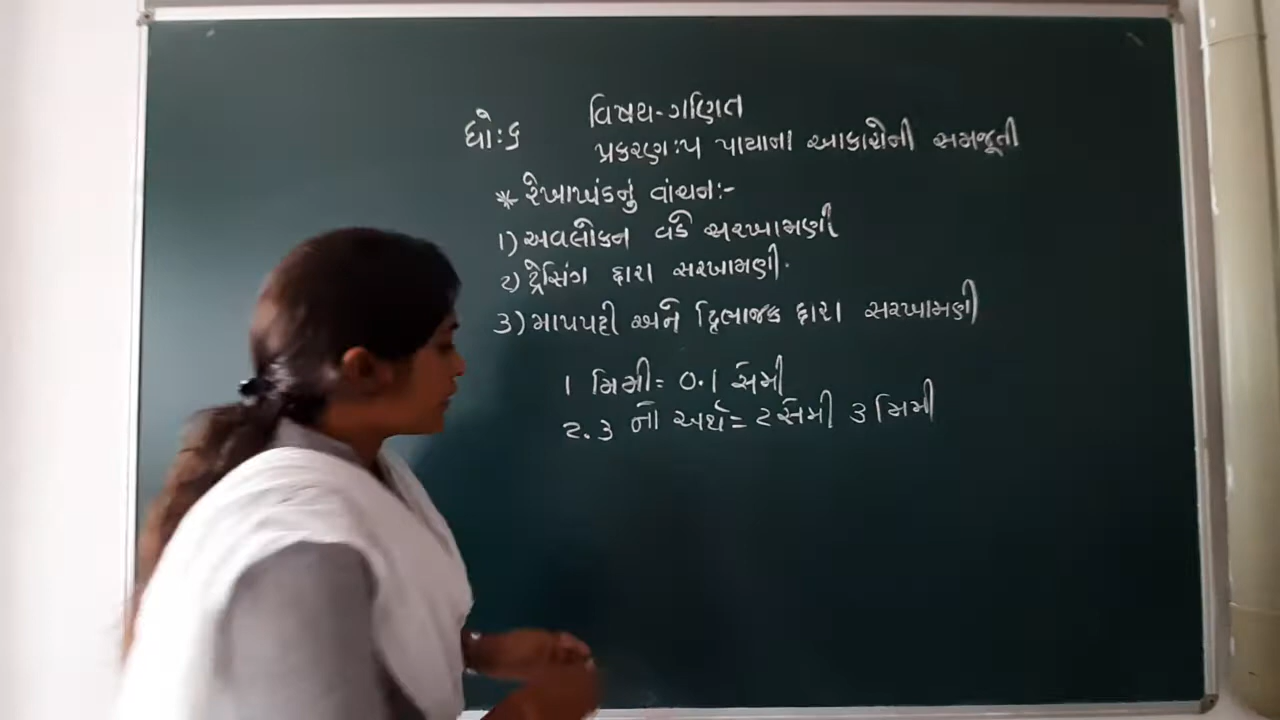 વિષય-ગણિત
ધો:૬
પ્રકરણ:૫ પાયાના આકારોની સમજૂતી
* રેખાખંડનું વાંચન:-
૧) અવલોકન વડે સરખામણી
૨) ટ્રેસિંગ દ્વારા સરખામણી.
૩) માપપટ્ટી અને દ્વિભાજક દ્વારા સરખામણી
૧ મિમી = ૦.૧ સેમી
૨.૩ નો અર્થ = ૨ સેમી ૩ મિમી